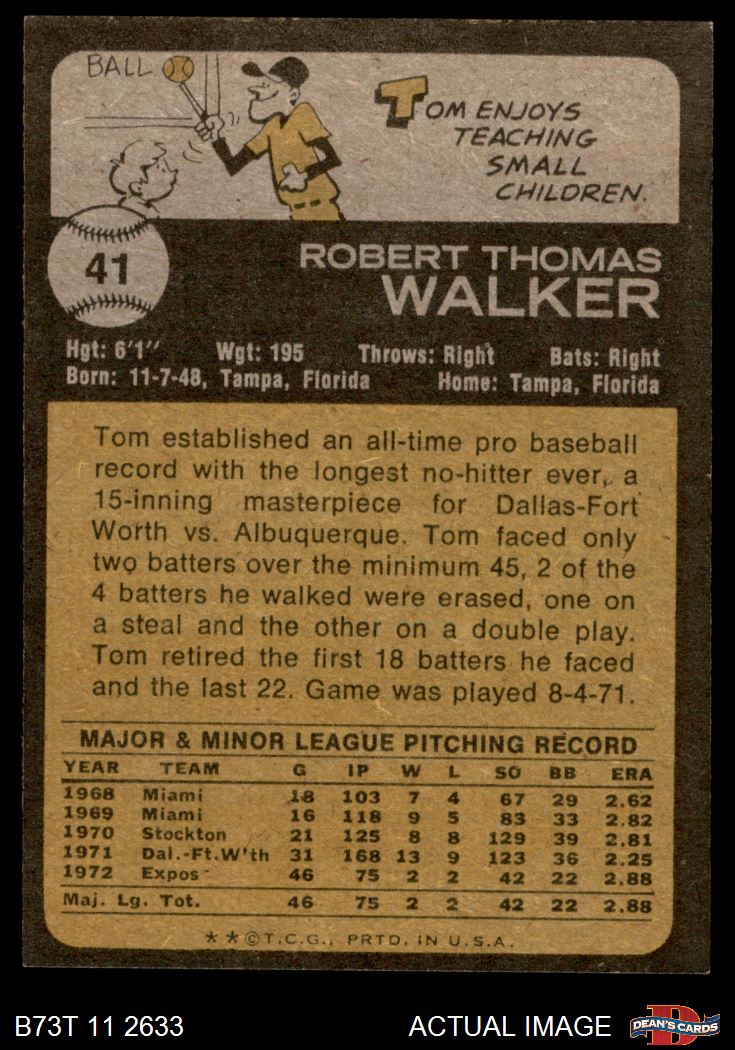 BALL
TOM ENJOYS
TEACHING
SMALL
CHILDREN.
41
ROBERT THOMAS
WALKER
Hgt: 6'1'' Wgt: 195 Throws: Right Bats: Right
Born: 11-7-48, Tampa, Florida Home: Tampa, Florida
Tom established an all-time pro baseball
record with the longest no-hitter ever, a
15-inning masterpiece for Dallas-Fort
Worth vs. Albuquerque. Tom faced only
two batters over the minimum 45, 2 of the
4 batters he walked were erased, one on
a steal and the other on a double play.
Tom retired the first 18 batters he faced
and the last 22. Game was played 8-4-71.
MAJOR & MINOR LEAGUE PITCHING RECORD
YEAR TEAM G IP W L SO BB ERA
1968 Miami 18 103 7 4 67 29 2.62
1969 Miami 16 118 9 5 83 33 2.82
1970 Stockton 21 125 8 8 129 39 2.81
1971 Dal.-Ft.W'th 31 168 13 9 123 36 2.25
1972 Expos 46 75 2 2 42 22 2.88
Maj. Lg. Tot. 46 75 2 2 42 22 2.88
**©T.C.G., PRTD. IN U.S.A.
B73T 11 2633 ACTUAL IMAGE DEAN'S CARDS